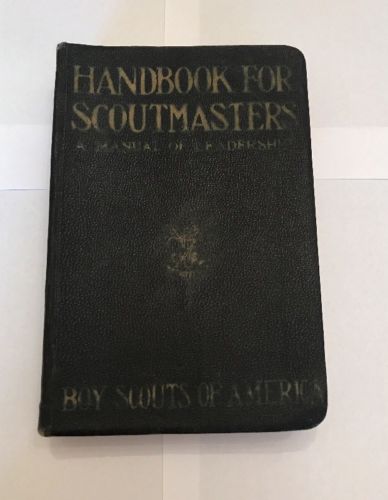 HANDBOOK FOR
SCOUTMASTERS
A MANUAL OF LEADERSHIP
BOY SCOUTS OF AMERICA